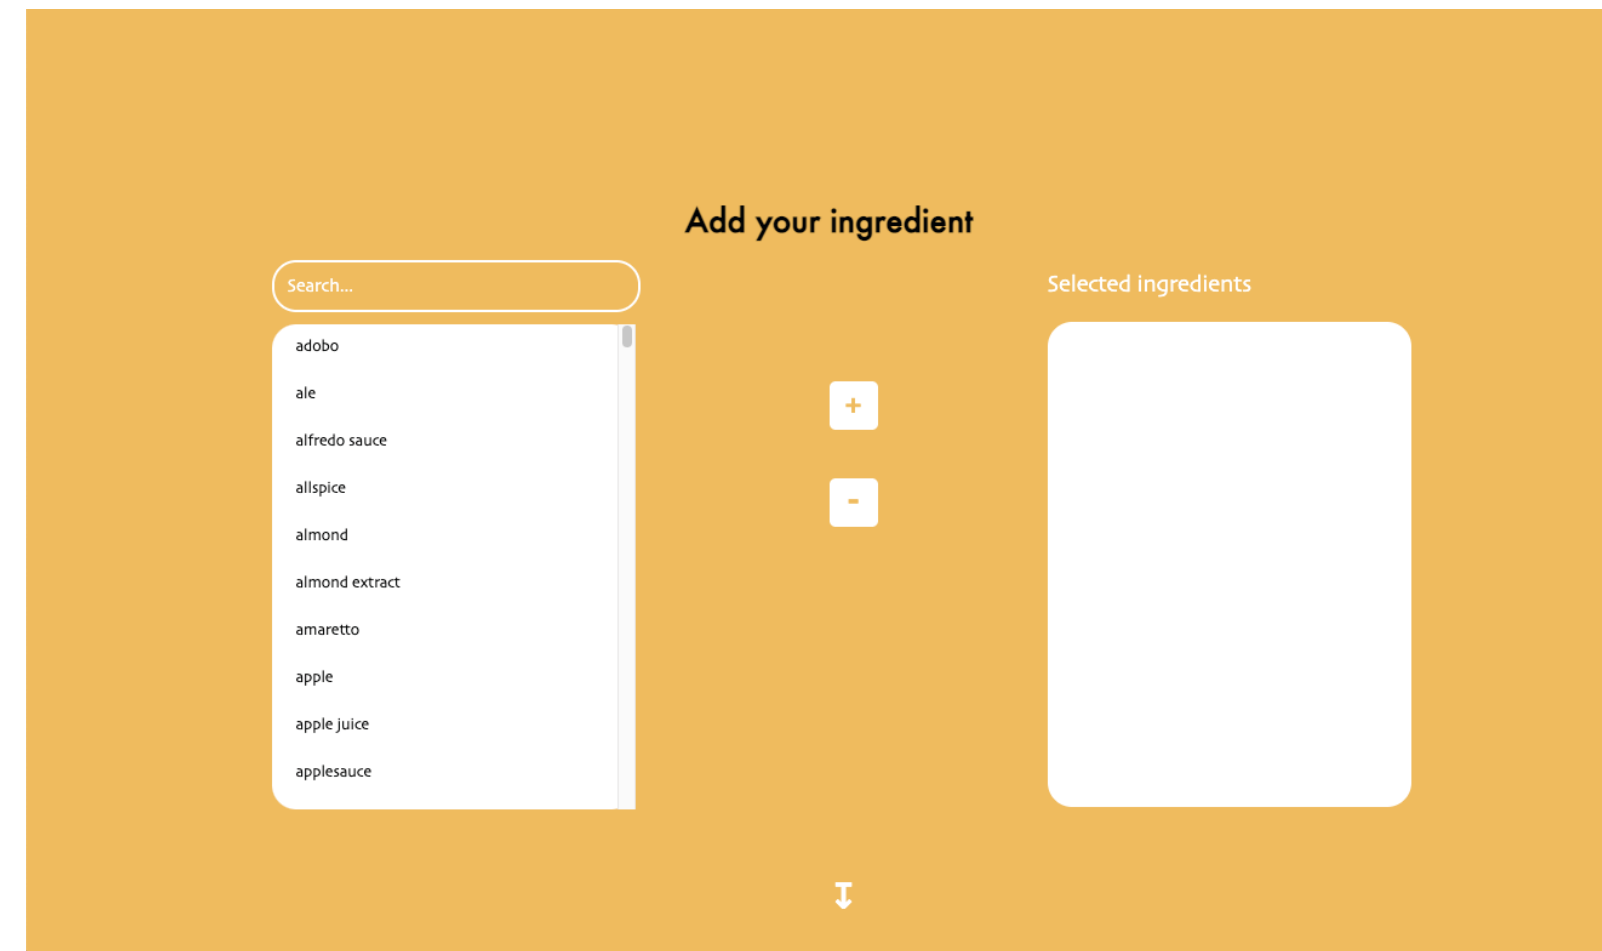 Add your ingredient
Search...
Selected ingredients
adobo
ale
alfredo sauce
allspice
almond
almond extract
amaretto
apple
apple juice
applesauce
+
-